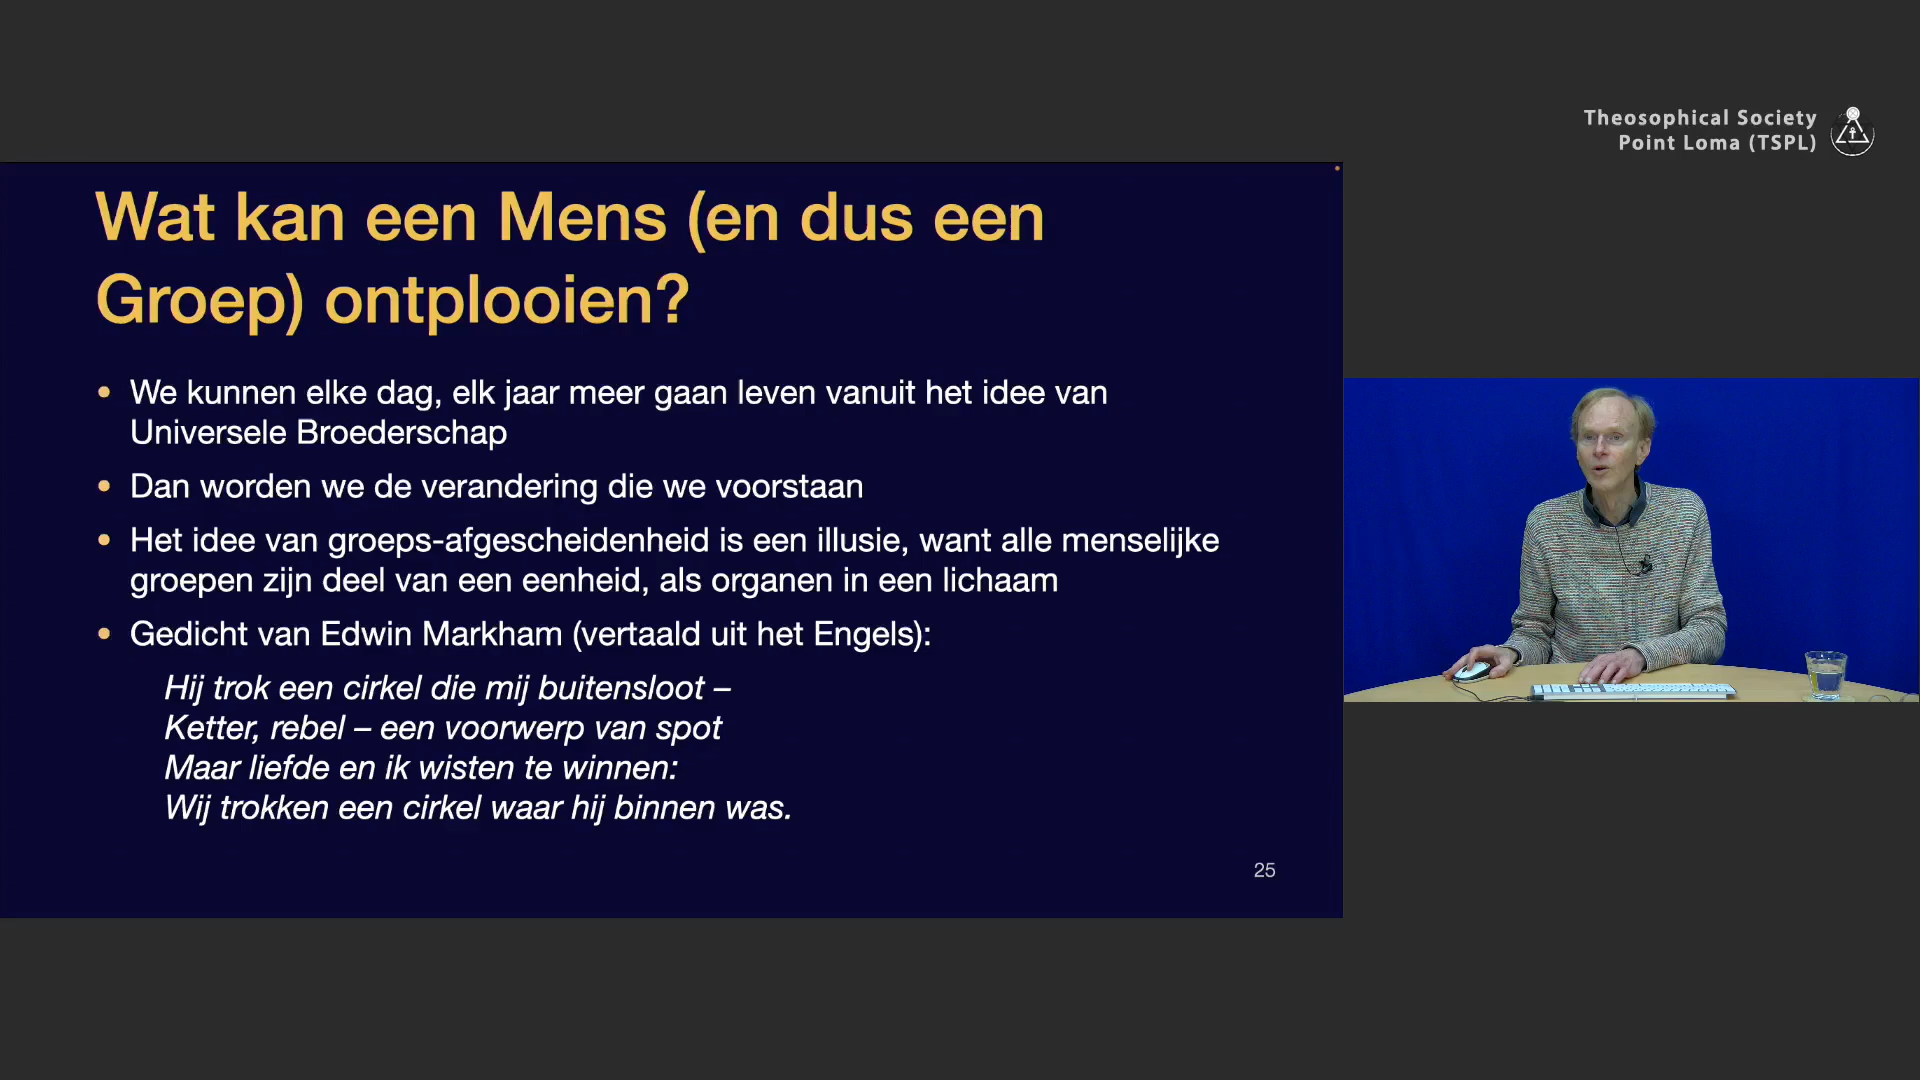 Theosophical Society
Point Loma (TSPL)
Wat kan een Mens (en dus een
Groep) ontplooien?
• We kunnen elke dag, elk jaar meer gaan leven vanuit het idee van
Universele Broederschap
• Dan worden we de verandering die we voorstaan
• Het idee van groeps-afgescheidenheid is een illusie, want alle menselijke
groepen zijn deel van een eenheid, als organen in een lichaam
• Gedicht van Edwin Markham (vertaald uit het Engels):
Hij trok een cirkel die mij buitensloot –
Ketter, rebel – een voorwerp van spot
Maar liefde en ik wisten te winnen:
Wij trokken een cirkel waar hij binnen was.
25